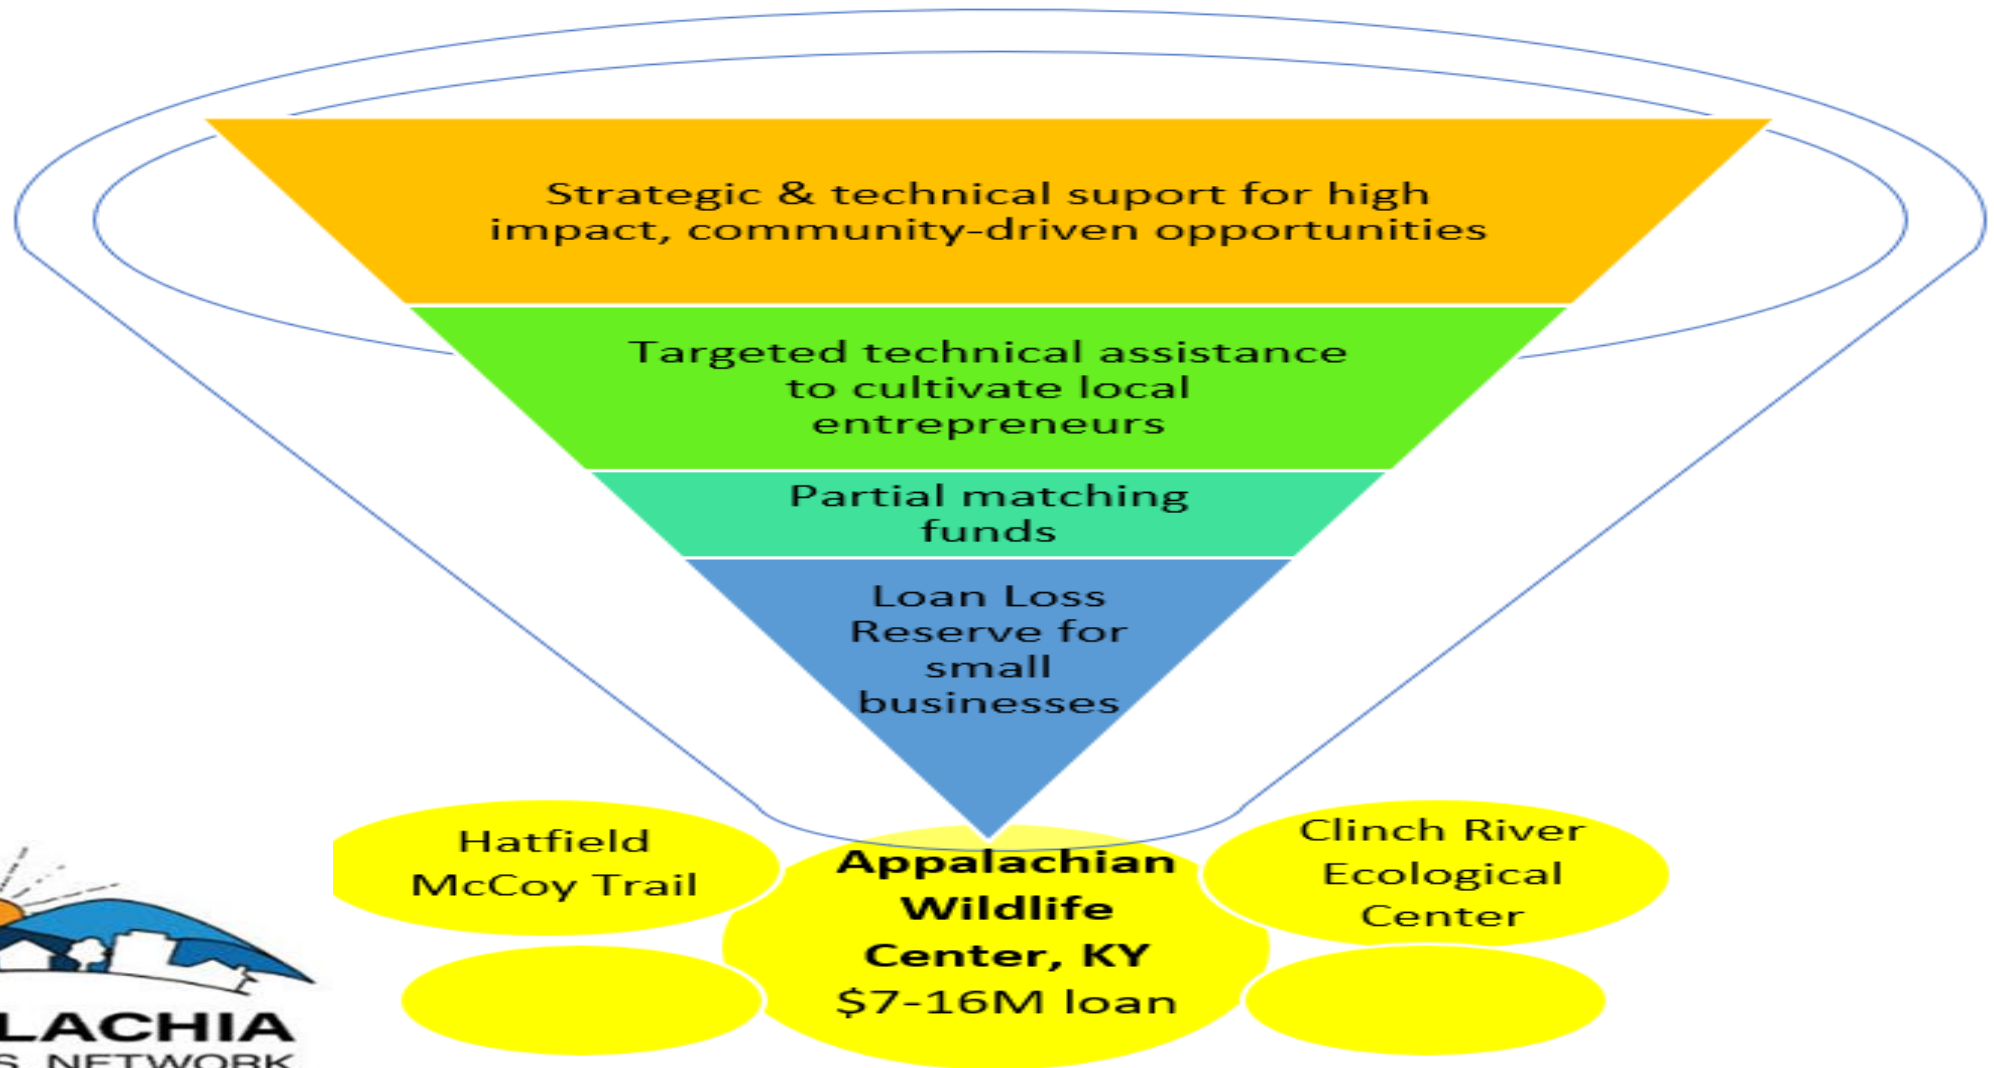 Strategic & technical suport for high
impact, community-driven opportunities
Targeted technical assistance
to cultivate local
entrepreneurs
Partial matching
funds
Loan Loss
Reserve for
small
businesses
Hatfield
McCoy Trail
Appalachian
Wildlife
Center, KY
$7-16M loan
Clinch River
Ecological
Center
LACHIA
S NETWORK